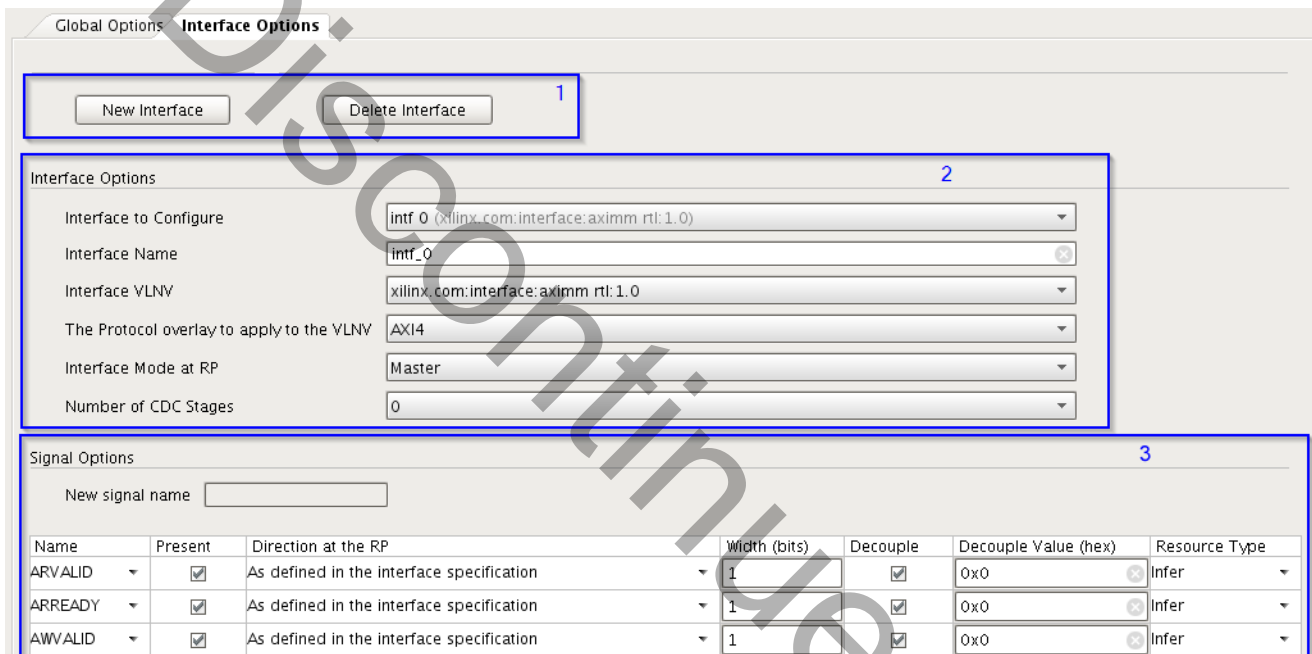 Global Options Interface Options
New Interface Delete Interface 1
Interface Options 2
Interface to Configure intf 0 (xilinx.com:interface:aximm rtl:1.0)
Interface Name intf_0
Interface VLNV xilinx.com:interface:aximm rtl:1.0
The Protocol overlay to apply to the VLNV AXI4
Interface Mode at RP Master
Number of CDC Stages 0
Signal Options 3
New signal name
Name Present Direction at the RP Width (bits) Decouple Decouple Value (hex) Resource Type
ARVALID As defined in the interface specification 1 0x0 Infer
ARREADY As defined in the interface specification 1 0x0 Infer
AWVALID As defined in the interface specification 1 0x0 Infer
Discontinue